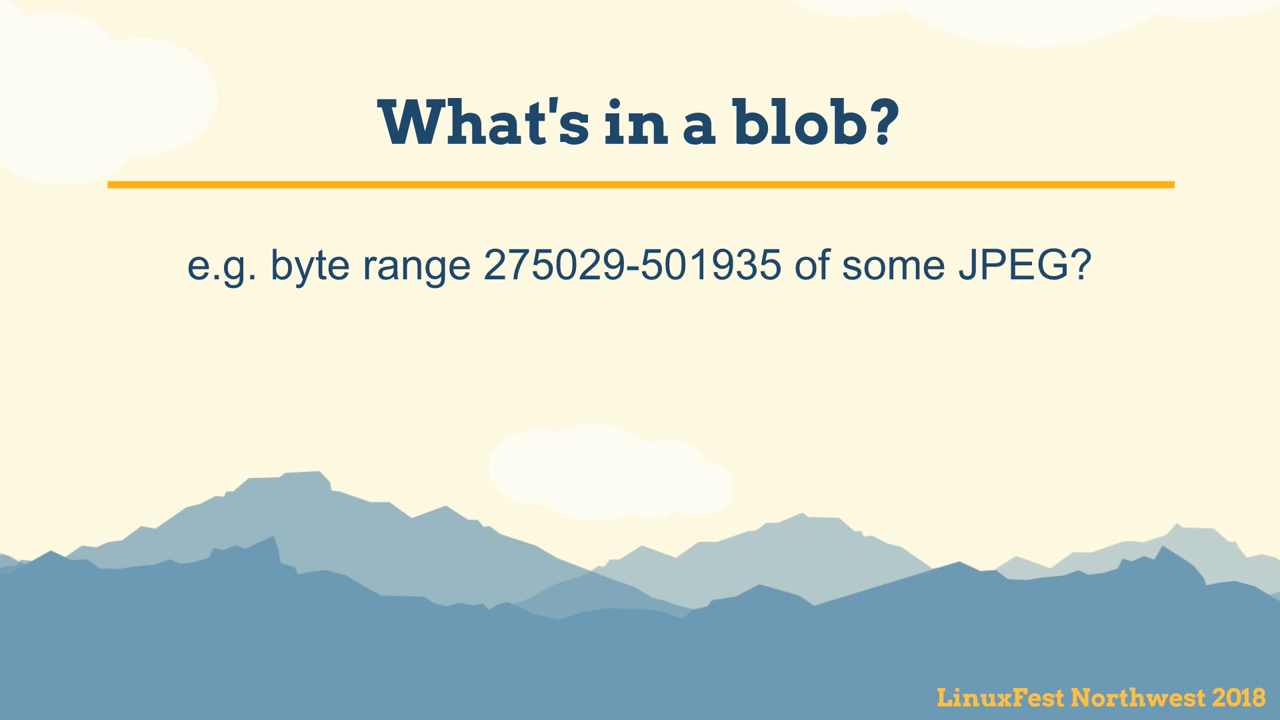 What's in a blob?
e.g. byte range 275029-501935 of some JPEG?
LinuxFest Northwest 2018